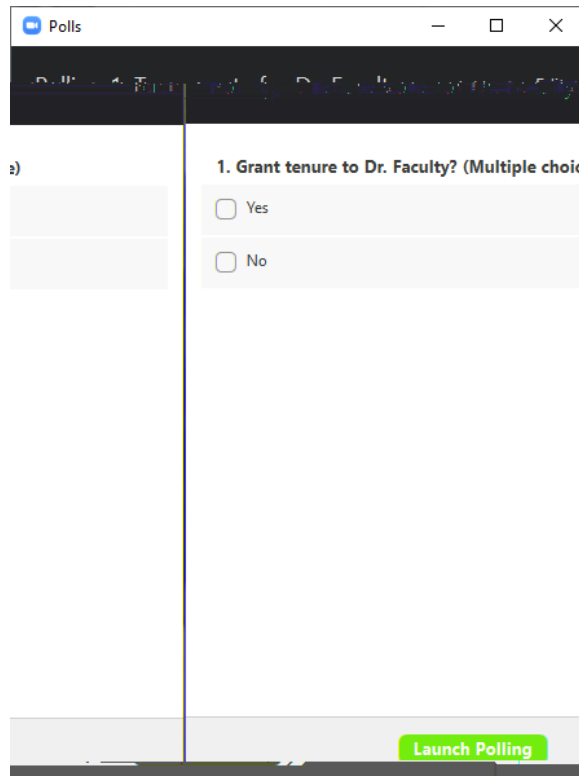 Polls
e)
1. Grant tenure to Dr. Faculty? (Multiple choic
Yes
No
Launch Polling